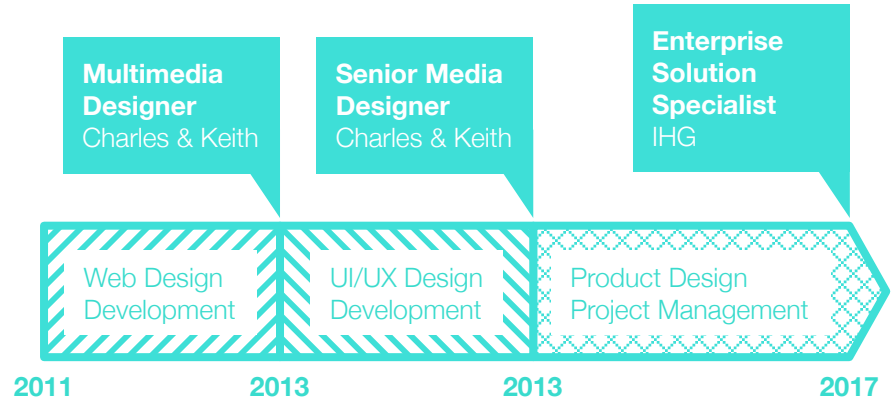 Multimedia
Designer
Charles & Keith
Senior Media
Designer
Charles & Keith
Enterprise
Solution
Specialist
IHG
Web Design
Development
UI/UX Design
Development
Product Design
Project Management
2011
2013
2013
2017